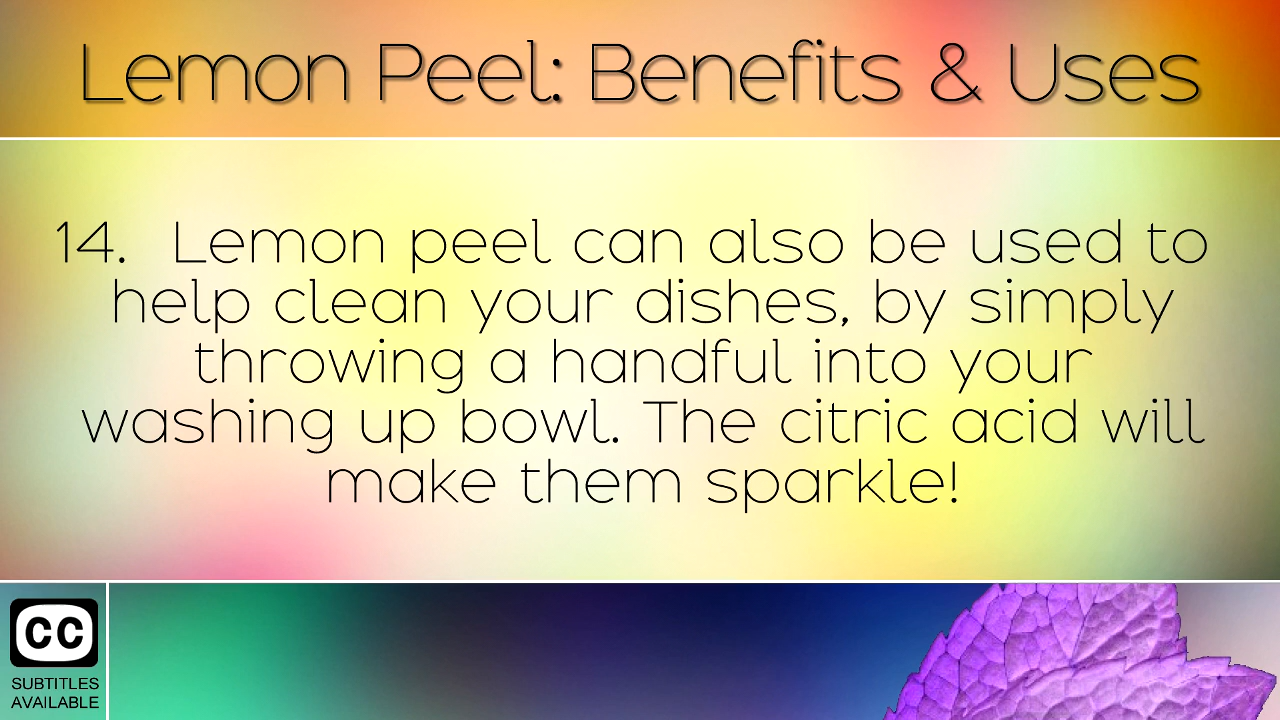 Lemon Peel: Benefits & Uses
14. Lemon peel can also be used to
help clean your dishes, by simply
throwing a handful into your
washing up bowl. The citric acid will
make them sparkle!
CC
SUBTITLES
AVAILABLE